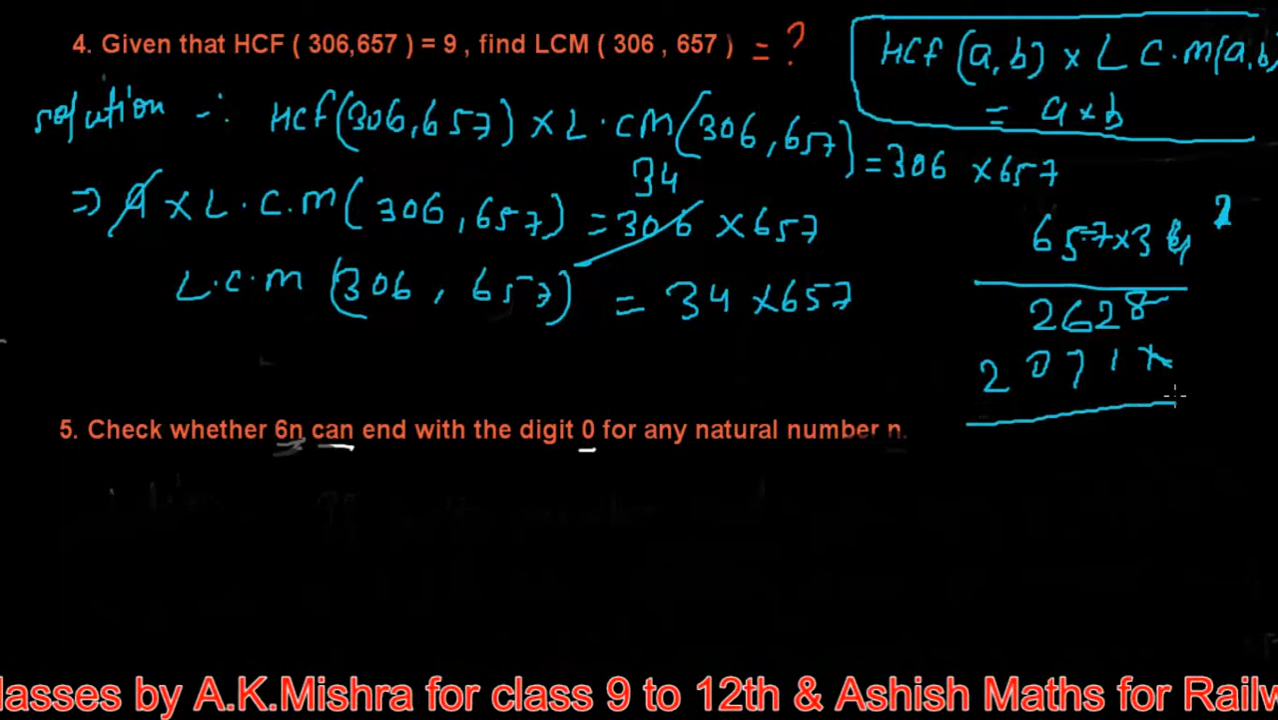 4. Given that HCF ( 306,657 ) = 9 , find LCM ( 306 , 657 ) = ?
HCf (a, b) × L C.M(a,b)
= a×b
solution -: Hcf(306,657) × L.CM(306,657) = 306 ×657
34
⇒ 9 × L.C.M(306,657) = 306 ×657
657×34 2
L.C.M (306, 657) = 34 ×657
2628
2071×
5. Check whether 6n can end with the digit 0 for any natural number n.
lasses by A.K.Mishra for class 9 to 12th & Ashish Maths for Railw